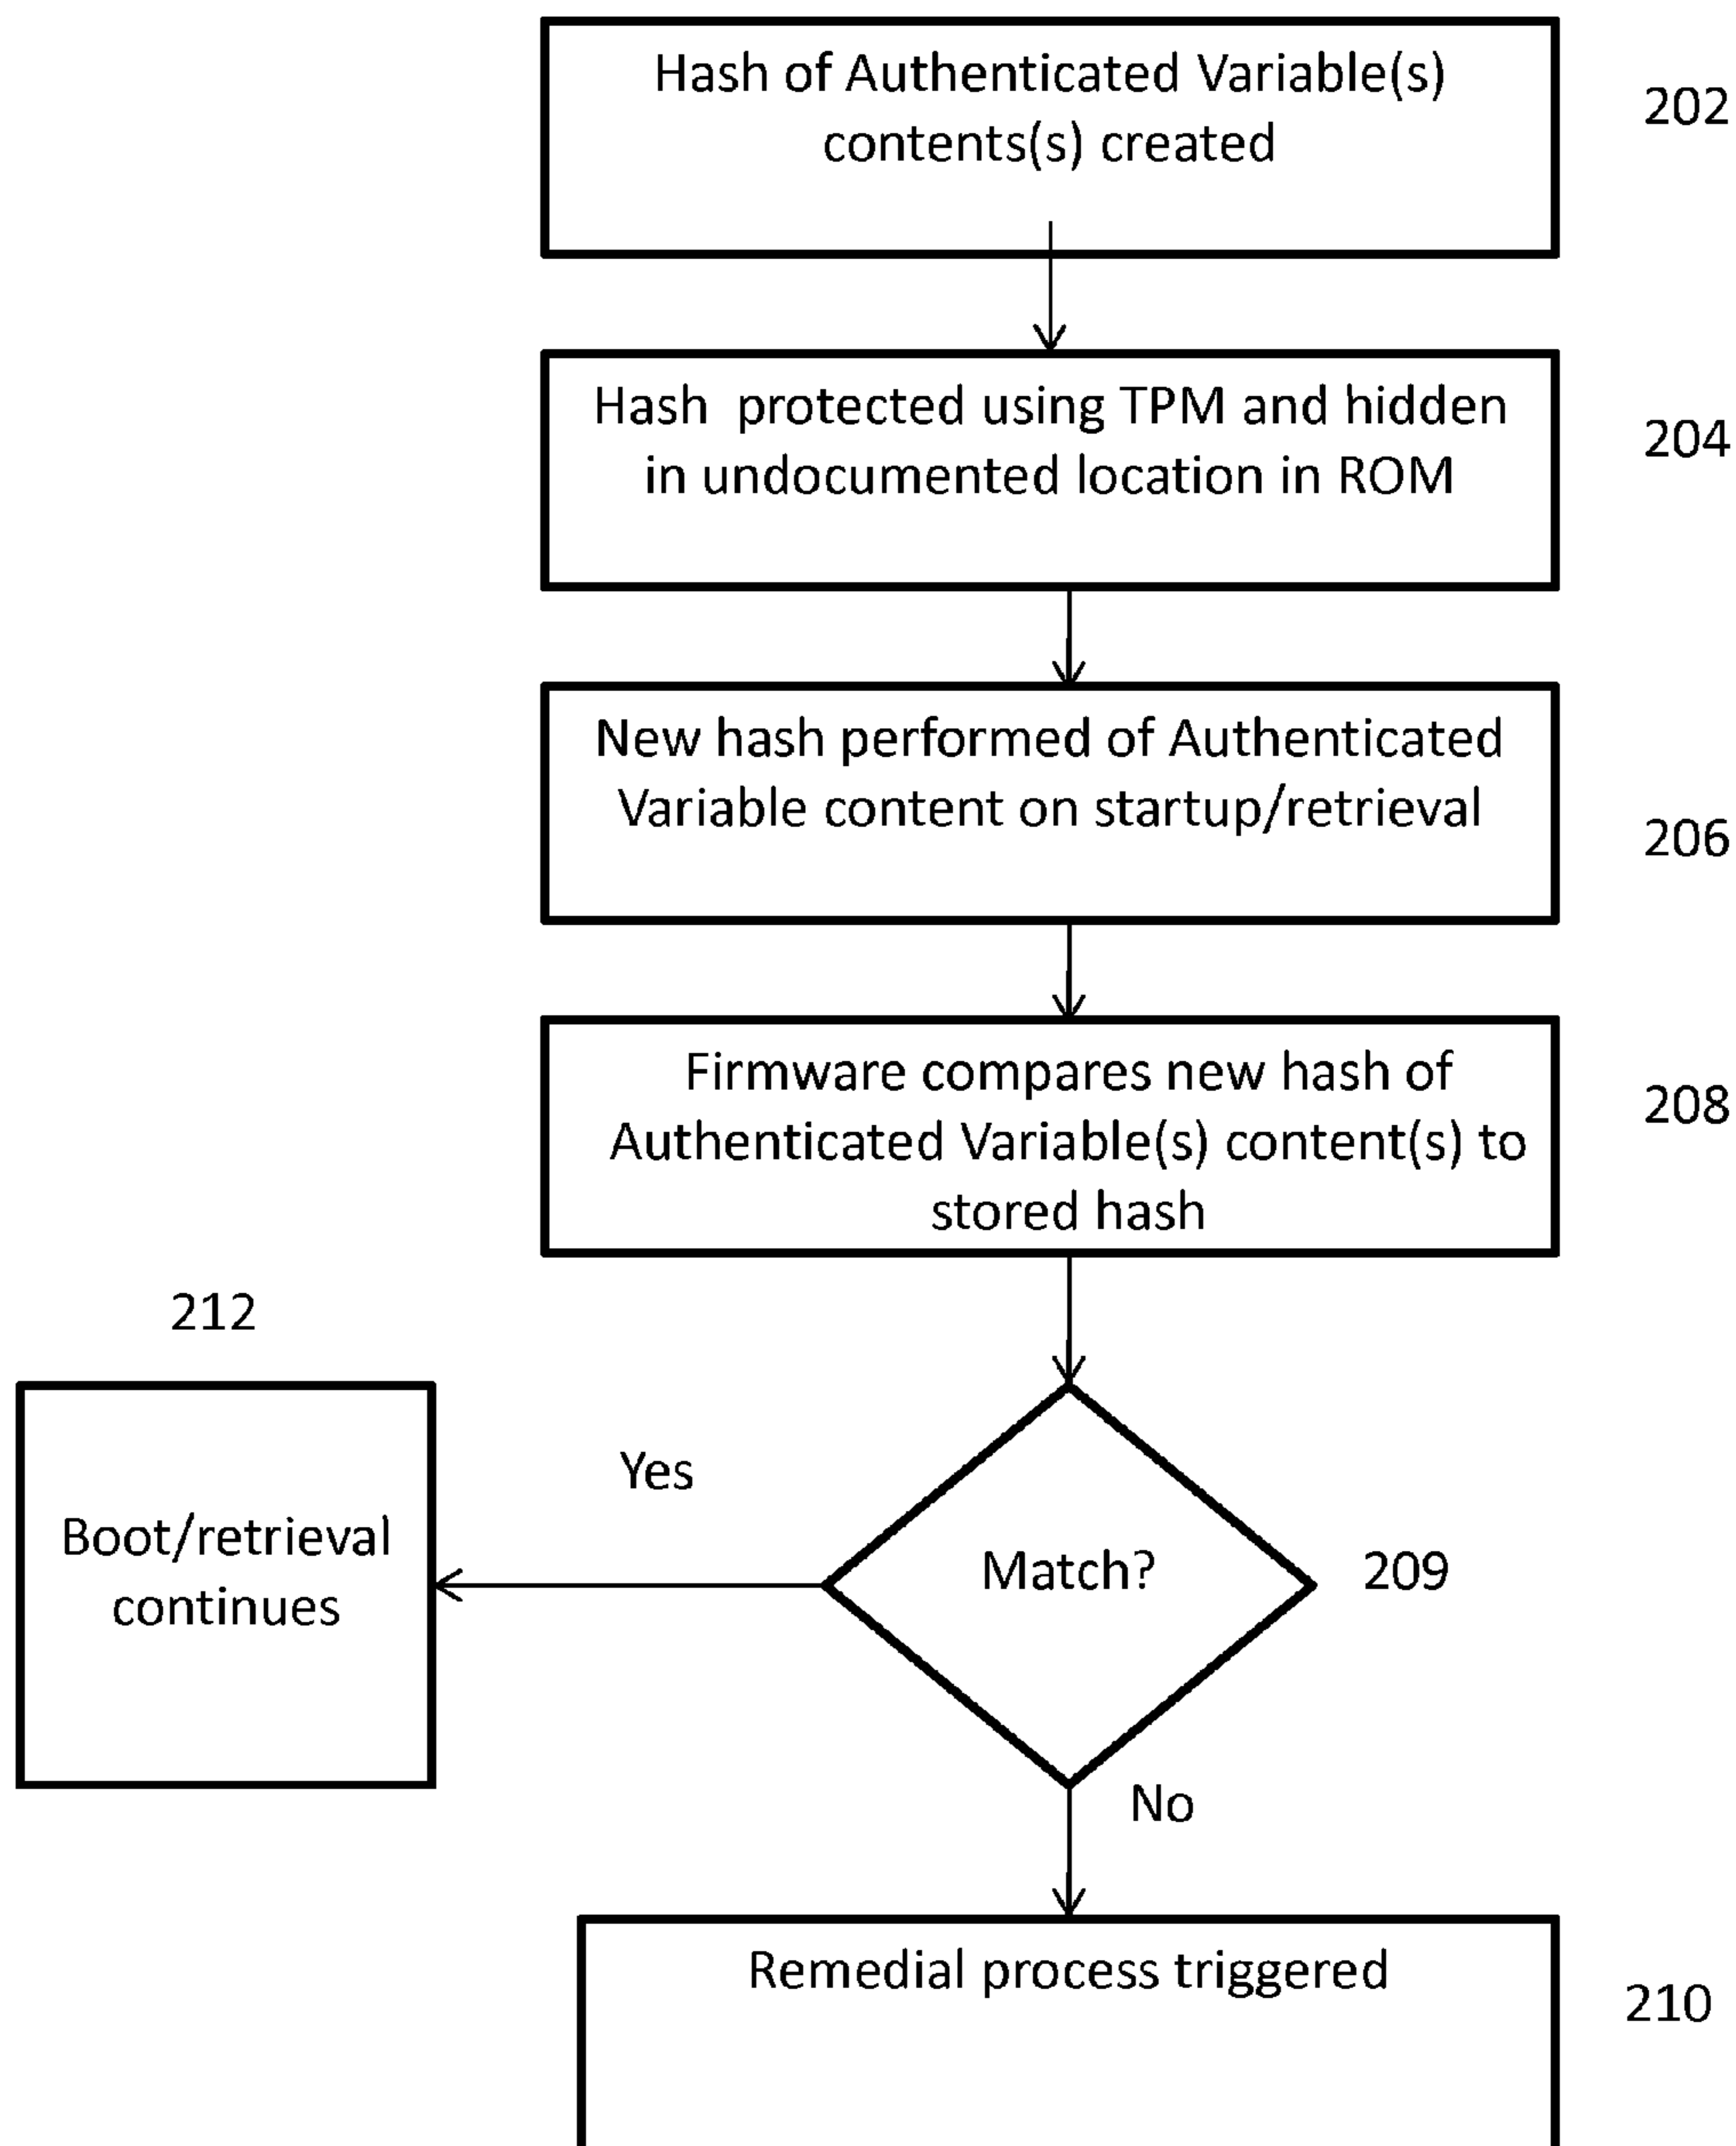 Hash of Authenticated Variable(s)
contents(s) created
202
Hash protected using TPM and hidden
in undocumented location in ROM
204
New hash performed of Authenticated
Variable content on startup/retrieval
206
Firmware compares new hash of
Authenticated Variable(s) content(s) to
stored hash
208
212
Yes
Boot/retrieval
continues
Match?
209
No
Remedial process triggered
210